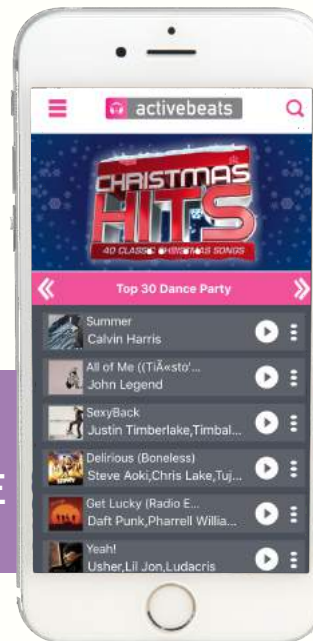 activebeats
CHRISTMAS
HITS
40 CLASSIC CHRISTMAS SONGS
Top 30 Dance Party
Summer
Calvin Harris
All of Me ((TiÃ«sto'...
John Legend
SexyBack
Justin Timberlake,Timbal...
Delirious (Boneless)
Steve Aoki,Chris Lake,Tuj...
E
Get Lucky (Radio E...
Daft Punk,Pharrell Willia...
Yeah!
Usher,Lil Jon,Ludacris